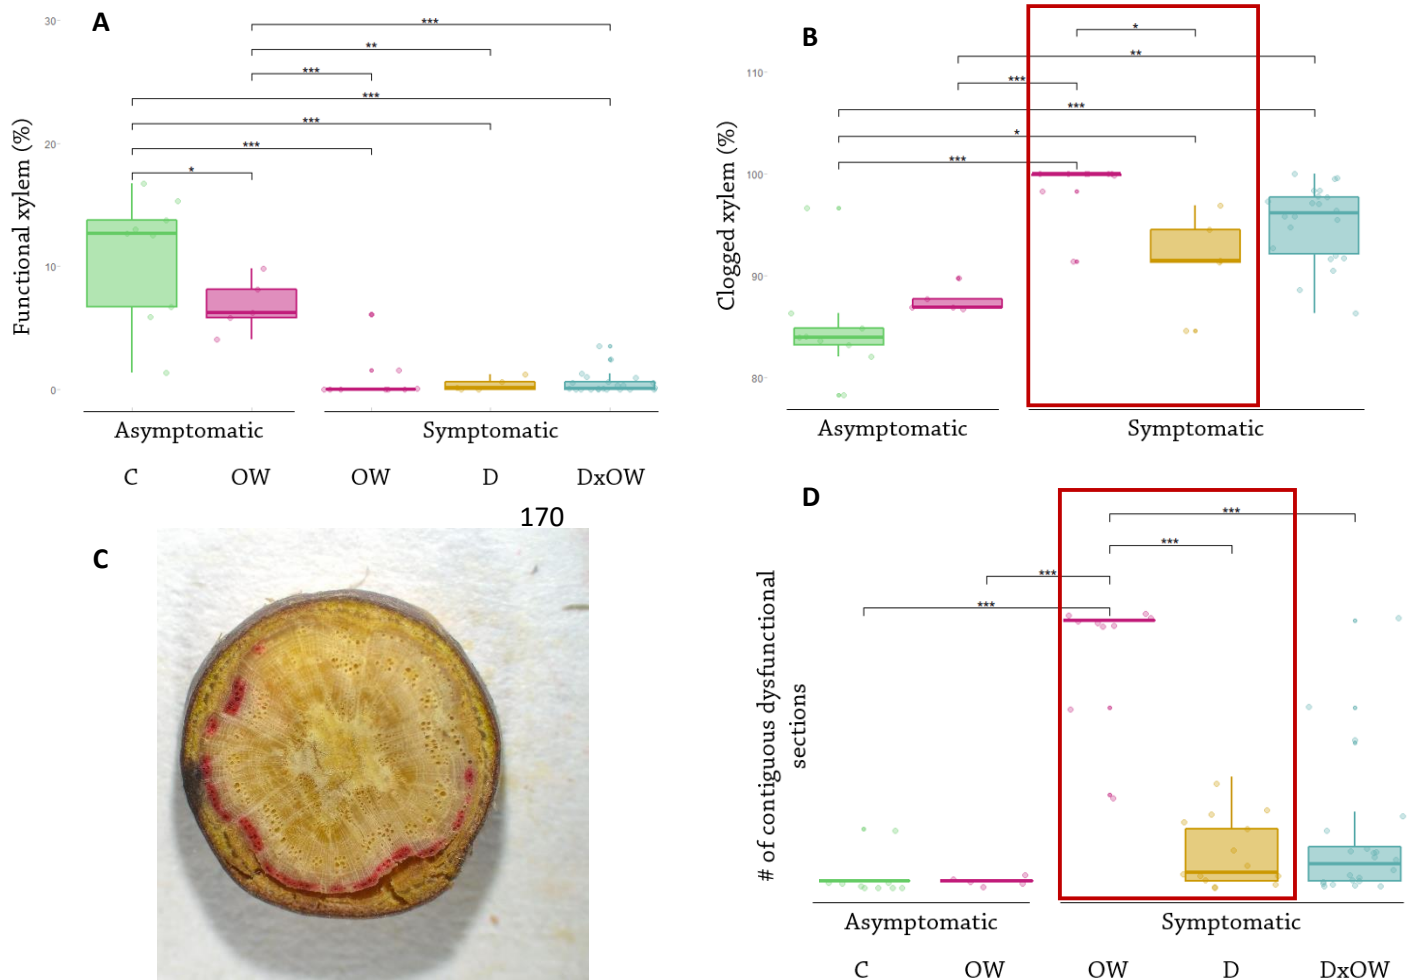 A
30
***
**
***
***
***
***
*
20
10
0
Functional xylem (%)
Asymptomatic
Symptomatic
C
OW
OW
D
DxOW
B
*
**
***
***
*
***
110
100
90
80
Clogged xylem (%)
Asymptomatic
Symptomatic
170
C
D
***
***
***
***
# of contiguous dysfunctional
sections
Asymptomatic
Symptomatic
C
OW
OW
D
DxOW